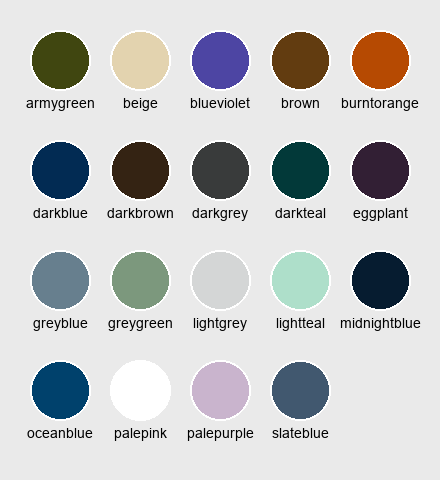 armygreen beige blueviolet brown burntorange
darkblue darkbrown darkgrey darkteal eggplant
greyblue greygreen lightgrey lightteal midnightblue
oceanblue palepink palepurple slateblue